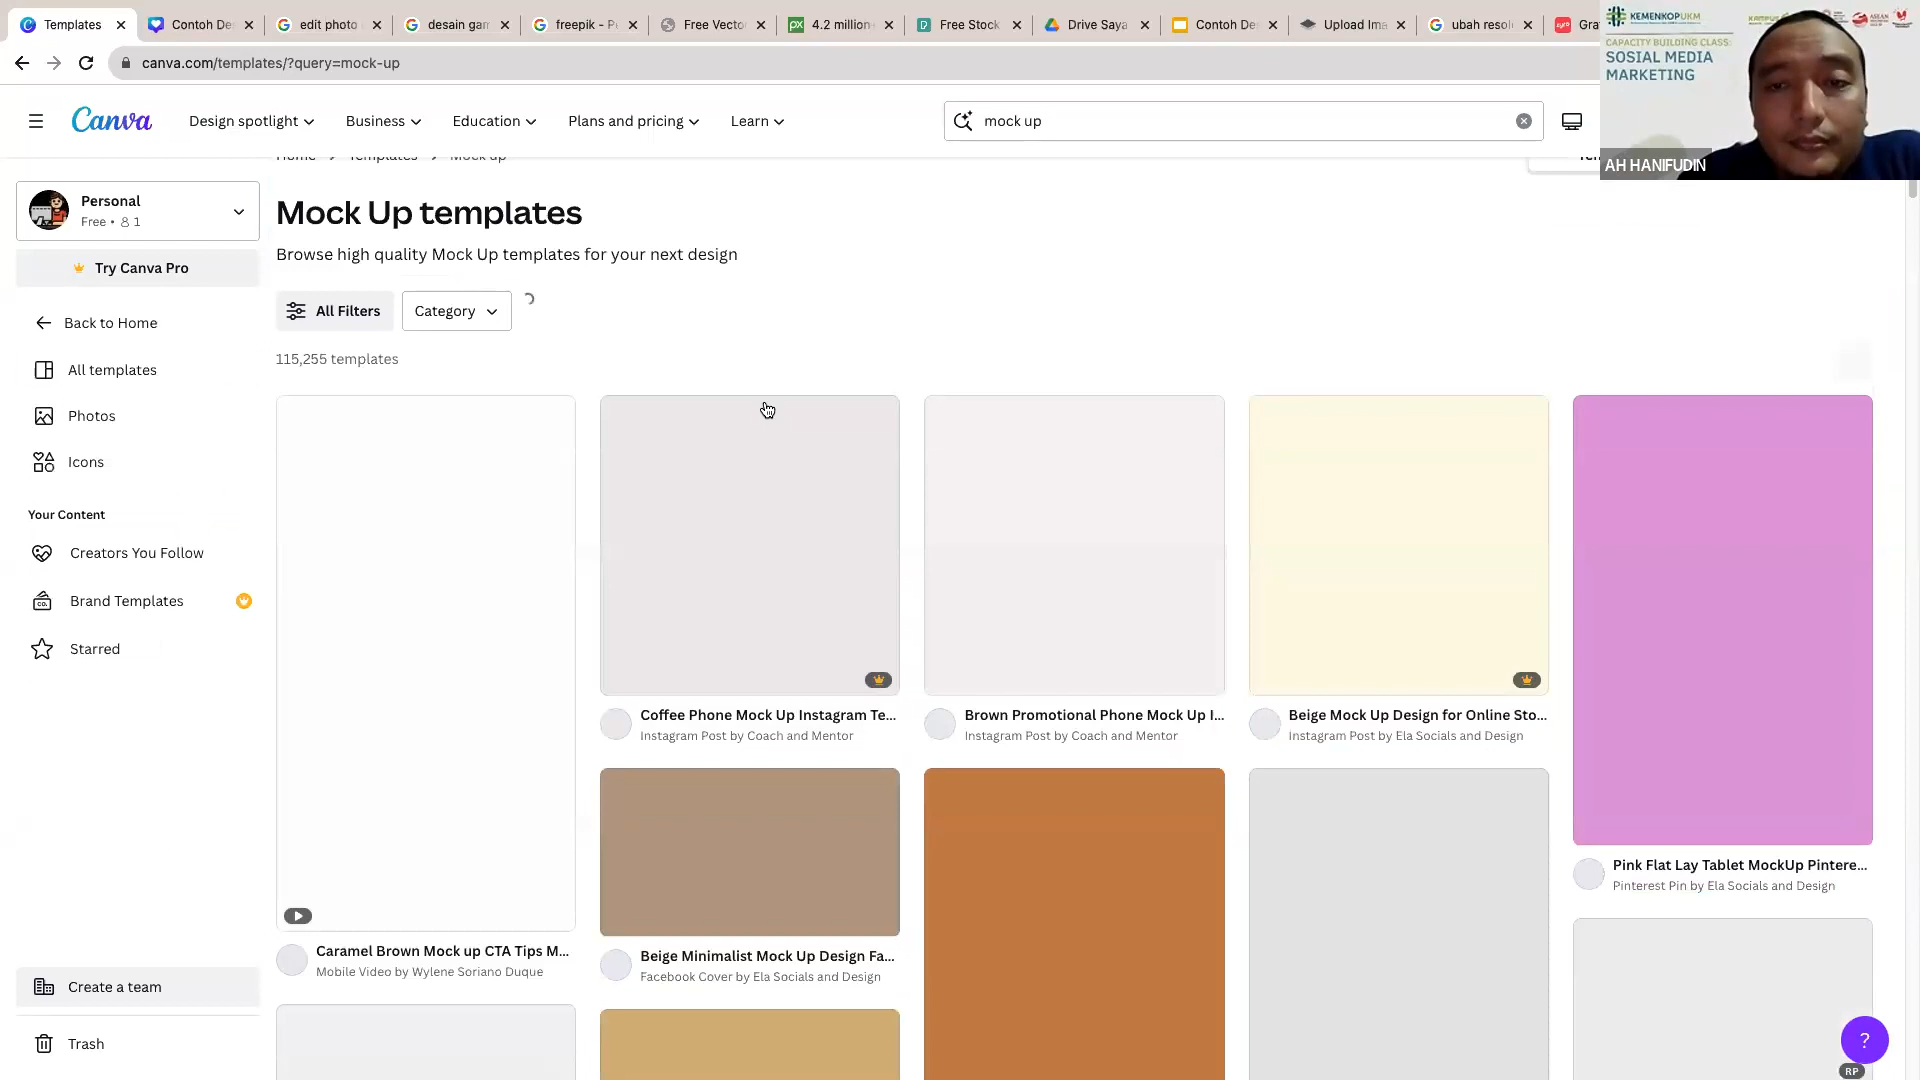 Templates
Contoh De
edit photo
desain gam
freepik - P
Free Vecto
4.2 million
Free Stock
Drive Saya
Contoh De
Upload Ima
ubah resol
Gra
canva.com/templates/?query=mock-up
KEMENKOPUKM
CAPACITY BUILDING CLASS:
SOSIAL MEDIA
MARKETING
AH HANIFUDIN
Canva
Design spotlight
Business
Education
Plans and pricing
Learn
mock up
Home
Templates
Mock up
Personal
Free • 1
Try Canva Pro
Back to Home
All templates
Photos
Icons
Your Content
Creators You Follow
Brand Templates
Starred
Create a team
Trash
Mock Up templates
Browse high quality Mock Up templates for your next design
All Filters
Category
115,255 templates
Coffee Phone Mock Up Instagram Te...
Instagram Post by Coach and Mentor
Brown Promotional Phone Mock Up I...
Instagram Post by Coach and Mentor
Beige Mock Up Design for Online Sto...
Instagram Post by Ela Socials and Design
Pink Flat Lay Tablet MockUp Pintere...
Pinterest Pin by Ela Socials and Design
Caramel Brown Mock up CTA Tips M...
Mobile Video by Wylene Soriano Duque
Beige Minimalist Mock Up Design Fa...
Facebook Cover by Ela Socials and Design
?
RP